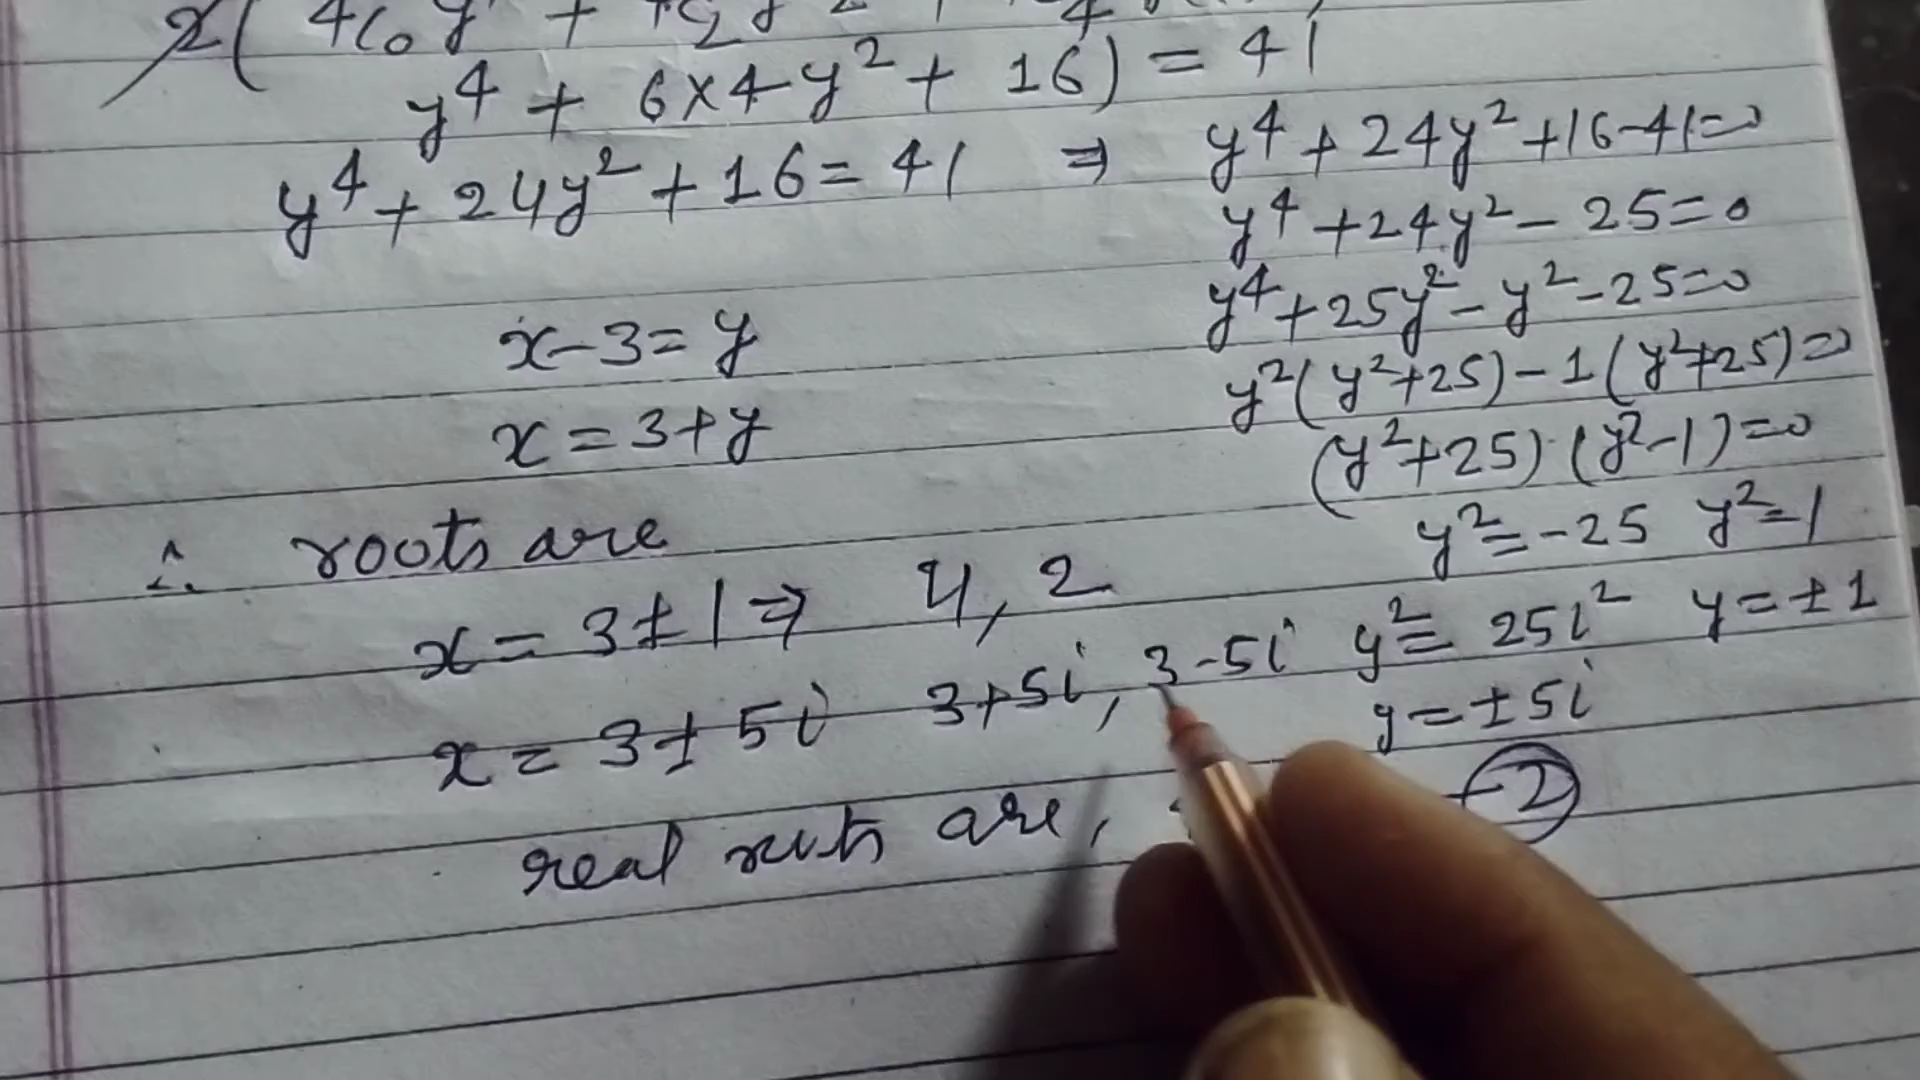 y⁴ + 6×4y² + 16) = 41
y⁴ + 24y² + 16 = 41 ⇒ y⁴ + 24y² + 16 - 41 = 0
y⁴ + 24y² - 25 = 0
y⁴ + 25y² - y² - 25 = 0
x - 3 = y
y²(y² + 25) - 1(y² + 25) = 0
x = 3 + y
(y² + 25) · (y² - 1) = 0
∴ roots are
y² = -25 y² = 1
x = 3 ± 1 ⇒ 4, 2
y² = 25i² y = ± 1
x = 3 ± 5i 3 + 5i, 3 - 5i
y = ± 5i
real roots are,
2